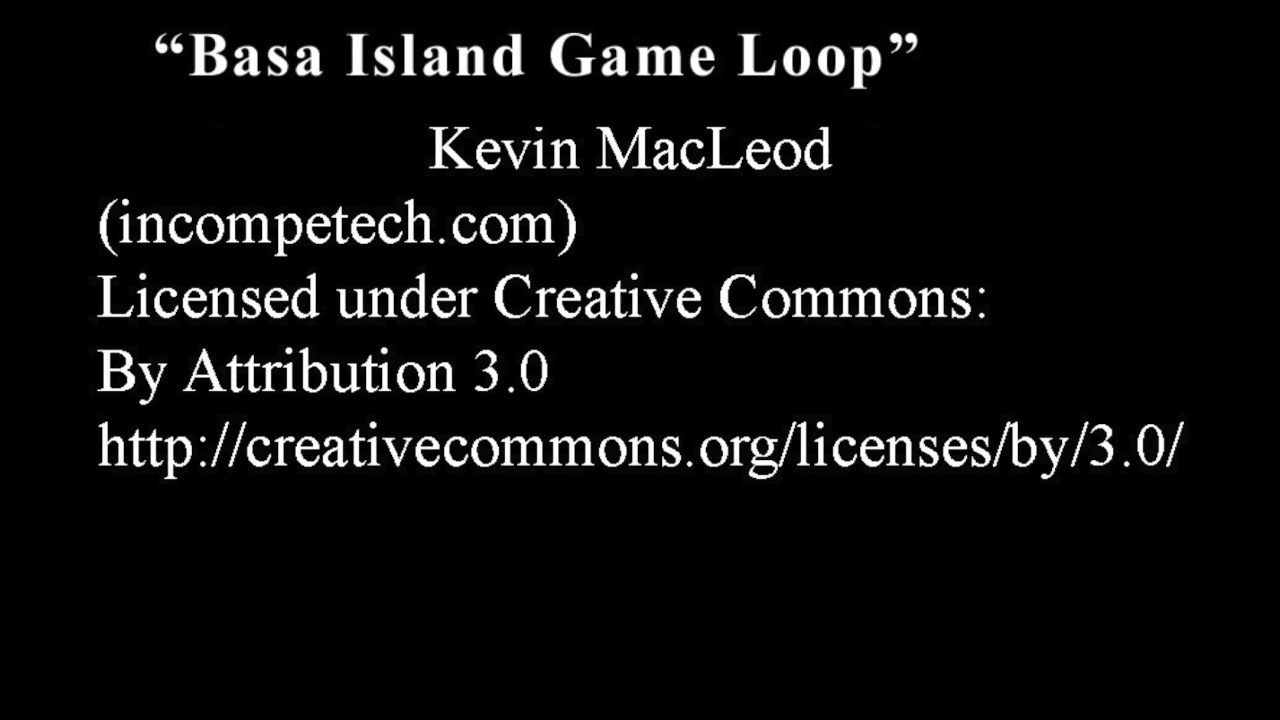 “Basa Island Game Loop”
Kevin MacLeod
(incompetech.com)
Licensed under Creative Commons:
By Attribution 3.0
http://creativecommons.org/licenses/by/3.0/